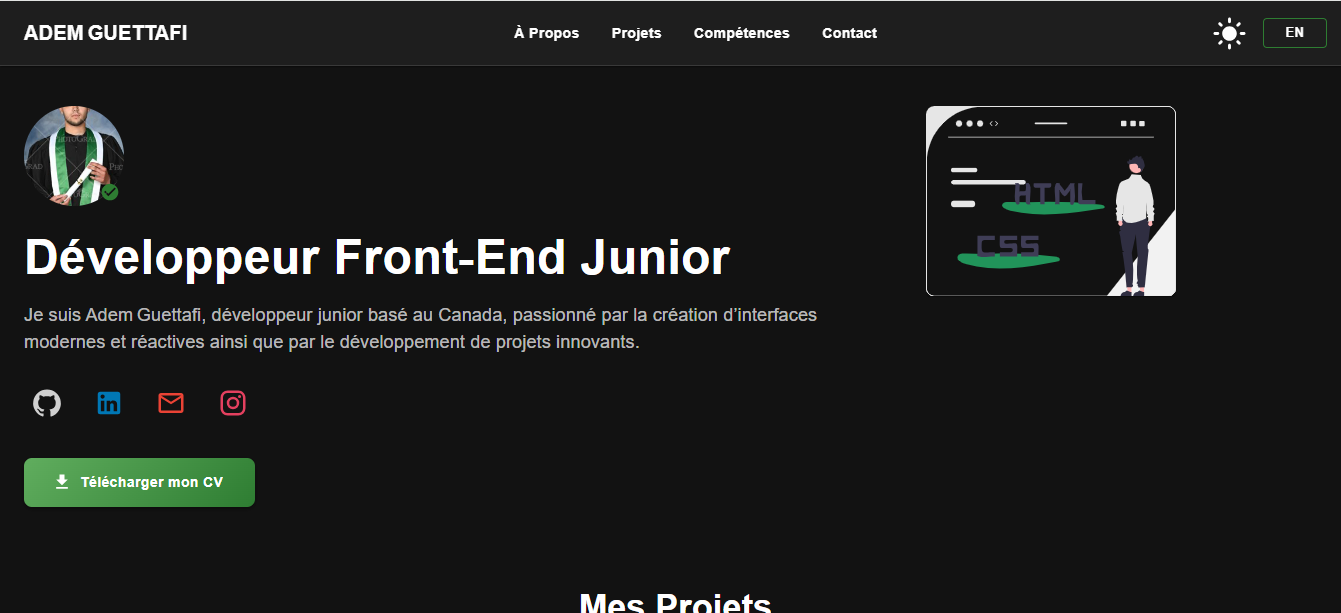 ADEM GUETTAFI
À Propos
Projets
Compétences
Contact
EN
HTML
CSS
Développeur Front-End Junior
Je suis Adem Guettafi, développeur junior basé au Canada, passionné par la création d'interfaces
modernes et réactives ainsi que par le développement de projets innovants.
in
Télécharger mon CV
Mes Projets